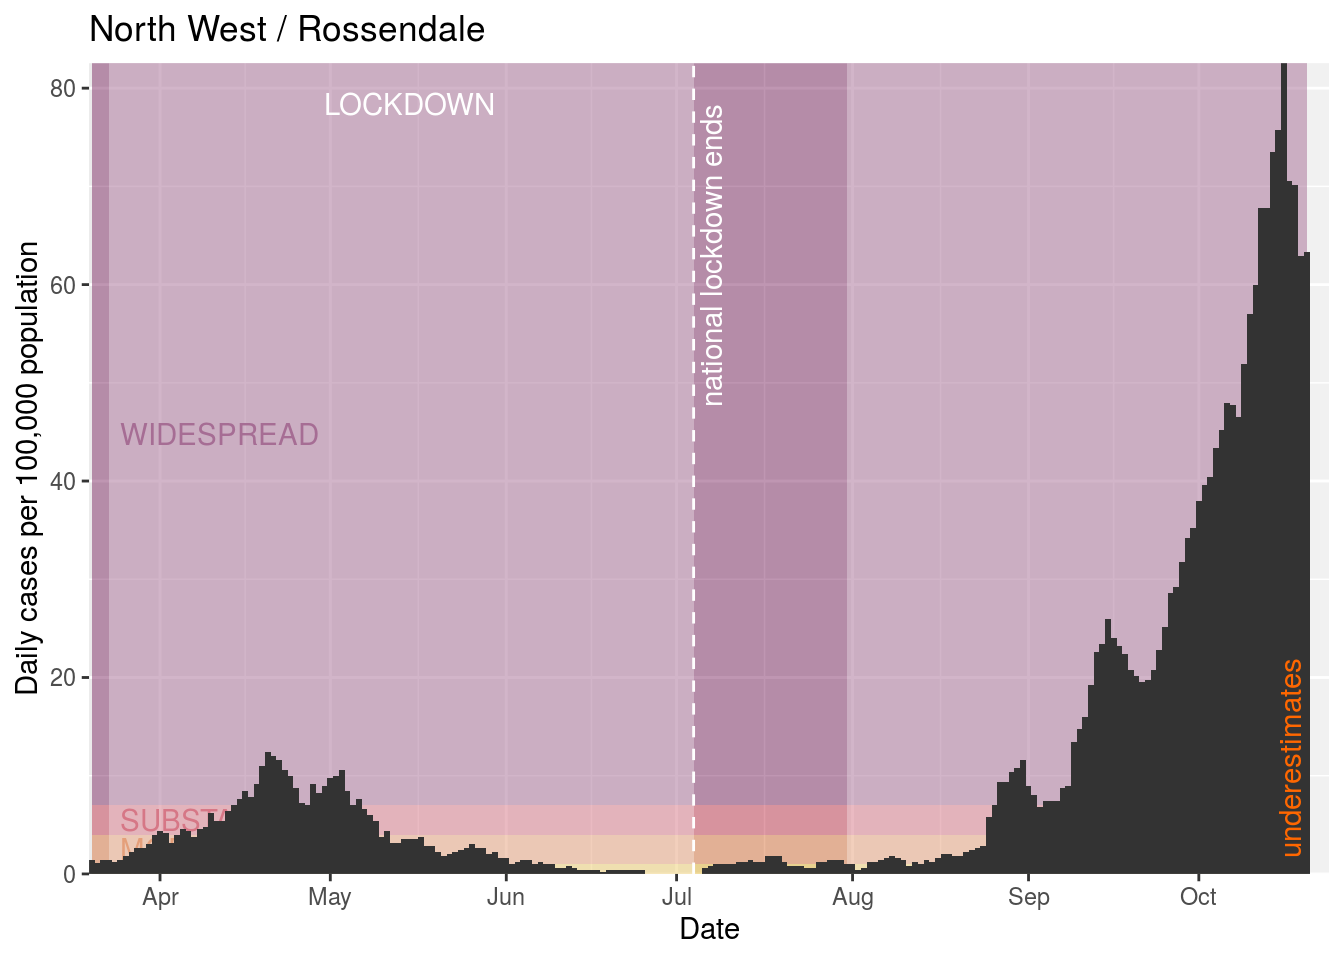 North West / Rossendale
80
60
40
20
0
Daily cases per 100,000 population
LOCKDOWN
WIDESPREAD
national lockdown ends
underestimates
Apr
May
Jun
Jul
Aug
Sep
Oct
Date